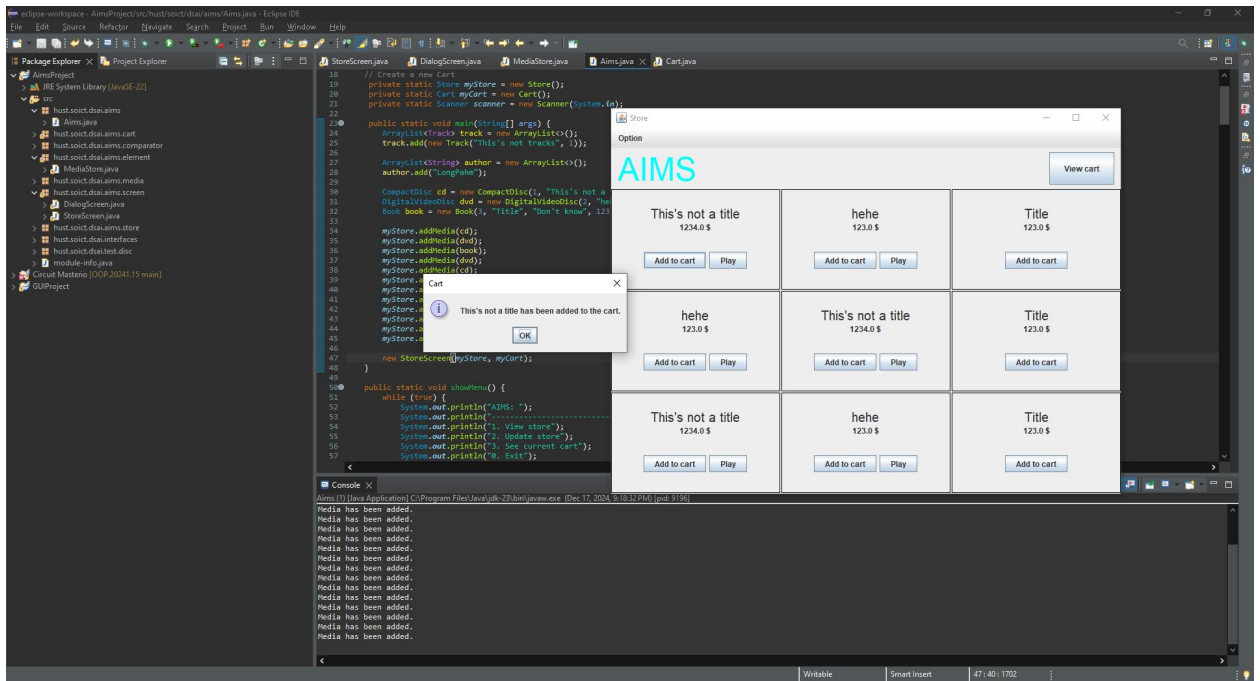 eclipse-workspace - AimsProject/src/hust/soict/dsai/aims/Aims.java - Eclipse IDE
File Edit Source Refactor Navigate Search Project Run Window Help
Package Explorer Project Explorer
AimsProject
JRE System Library [JavaSE-22]
src
hust.soict.dsai.aims
Aims.java
hust.soict.dsai.aims.cart
hust.soict.dsai.aims.comparator
hust.soict.dsai.aims.element
MediaStore.java
hust.soict.dsai.aims.media
hust.soict.dsai.aims.screen
DialogScreen.java
StoreScreen.java
hust.soict.dsai.aims.store
hust.soict.dsai.interfaces
hust.soict.dsai.test.disc
module-info.java
Circuit Masterio [OOP.20241.15 main]
GUIProject
StoreScreen.java DialogScreen.java MediaStore.java Aims.java Cart.java
18 // Create a new Cart
19 private static Store myStore = new Store();
20 private static Cart myCart = new Cart();
21 private static Scanner scanner = new Scanner(System.in);
22
23 public static void main(String[] args) {
24 ArrayList<Track> track = new ArrayList<>();
25 track.add(new Track("This's not tracks", 1));
26
27 ArrayList<String> author = new ArrayList<>();
28 author.add("LongPahm");
29
30 CompactDisc cd = new CompactDisc(1, "This's not a
31 DigitalVideoDisc dvd = new DigitalVideoDisc(2, "he
32 Book book = new Book(3, "Title", "Don't know", 123
33
34 myStore.addMedia(cd);
35 myStore.addMedia(dvd);
36 myStore.addMedia(book);
37 myStore.addMedia(dvd);
38 myStore.addMedia(cd);
39 myStore.a
40 myStore.a
41 myStore.a
42 myStore.a
43 myStore.a
44 myStore.a
45 myStore.a
46
47 new StoreScreen(myStore, myCart);
48 }
49
50 public static void showMenu() {
51 while (true) {
52 System.out.println("AIMS: ");
53 System.out.println("--------------------------
54 System.out.println("1. View store");
55 System.out.println("2. Update store");
56 System.out.println("3. See current cart");
57 System.out.println("0. Exit");
Cart
This's not a title has been added to the cart.
OK
Store
Option
AIMS
View cart
This's not a title hehe Title
1234.0 $ 123.0 $ 123.0 $
Add to cart Play Add to cart Play Add to cart
hehe This's not a title Title
123.0 $ 1234.0 $ 123.0 $
Add to cart Play Add to cart Play Add to cart
This's not a title hehe Title
1234.0 $ 123.0 $ 123.0 $
Add to cart Play Add to cart Play Add to cart
Console
Aims (1) [Java Application] C:\Program Files\Java\jdk-23\bin\javaw.exe (Dec 17, 2024, 9:18:32 PM) [pid: 9196]
Media has been added.
Media has been added.
Media has been added.
Media has been added.
Media has been added.
Media has been added.
Media has been added.
Media has been added.
Media has been added.
Media has been added.
Media has been added.
Media has been added.
Media has been added.
Media has been added.
Writable Smart Insert 47 : 40 : 1702